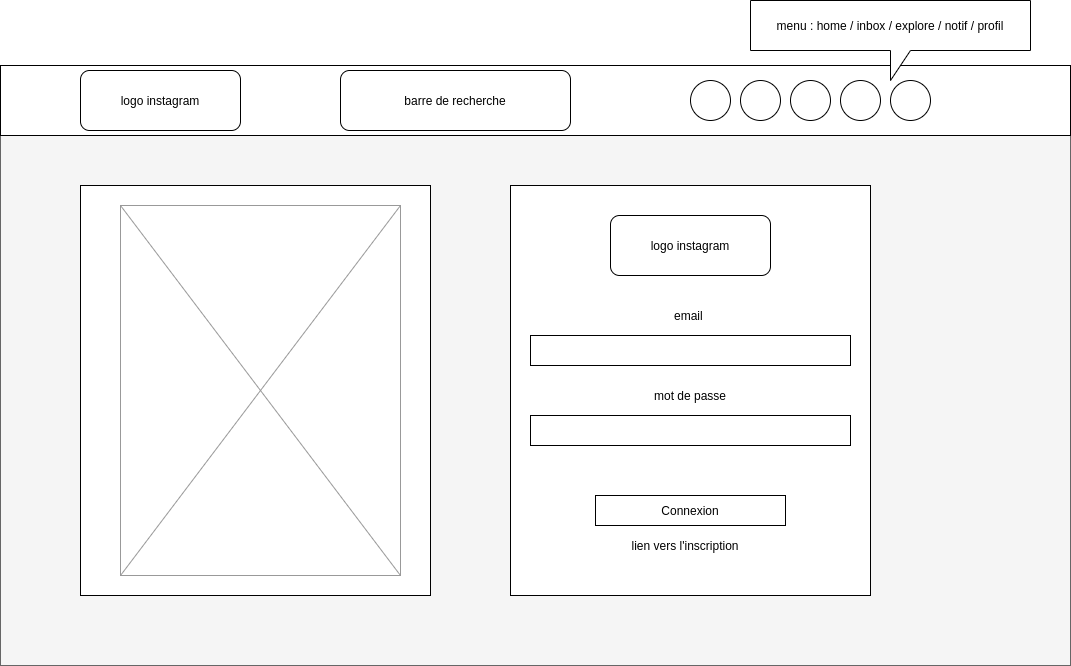 menu : home / inbox / explore / notif / profil
logo instagram
barre de recherche
logo instagram
email
mot de passe
Connexion
lien vers l'inscription